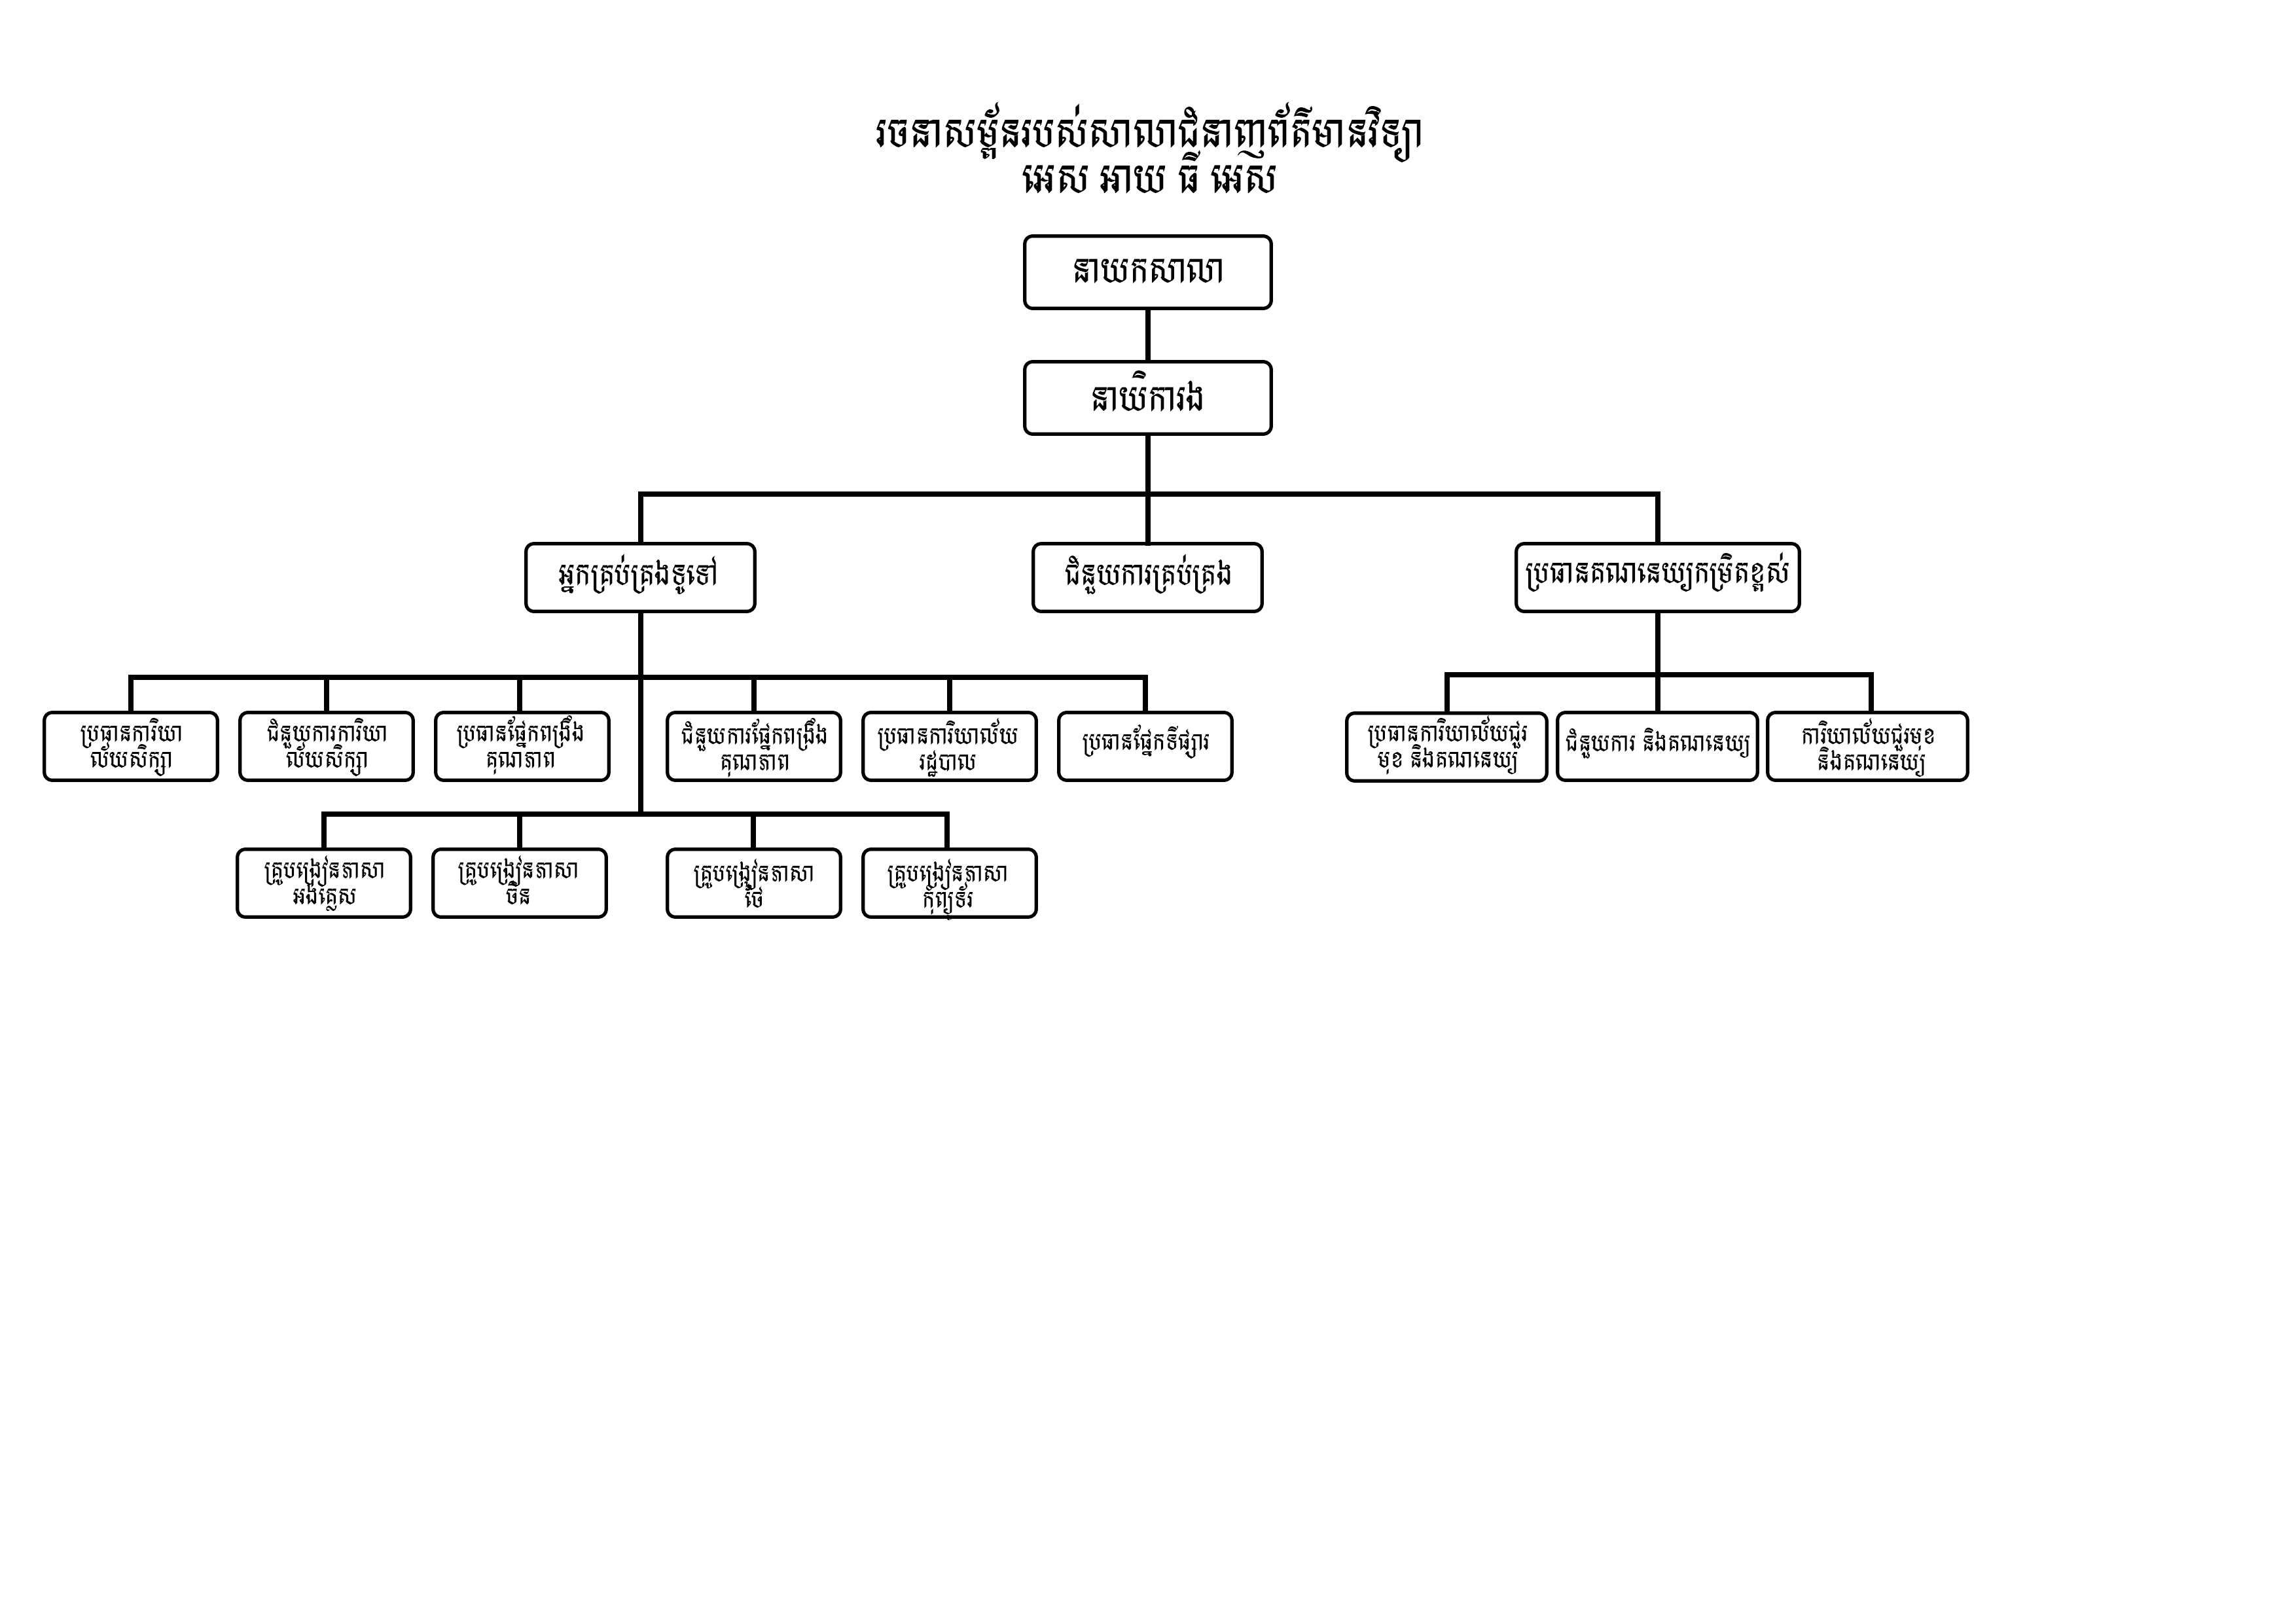 រចនាសម្ព័នរបស់សាលាជំនាញព័ត៌មានវិទ្យា
អេស អាយ ធី អេស
នាយកសាលា
នាយិការង
អ្នកគ្រប់គ្រងទូទៅ
ជំនួយការគ្រប់គ្រង
ប្រធានគណនេយ្យកម្រិតខ្ពស់
ប្រធានការិយា
ល័យសិក្សា
ជំនួយការការិយា
ល័យសិក្សា
ប្រធានផ្នែកពង្រឹង
គុណភាព
ជំនួយការផ្នែកពង្រឹង
គុណភាព
ប្រធានការិយាល័យ
រដ្ឋបាល
ប្រធានផ្នែកទីផ្សារ
ប្រធានការិយាល័យជួរ
មុខ និងគណនេយ្យ
ជំនួយការ និងគណនេយ្យ
ការិយាល័យជួរមុខ
និងគណនេយ្យ
គ្រូបង្រៀនភាសា
អង់គ្លេស
គ្រូបង្រៀនភាសា
ចិន
គ្រូបង្រៀនភាសា
ថៃ
គ្រូបង្រៀនភាសា
កុំព្យូទ័រ